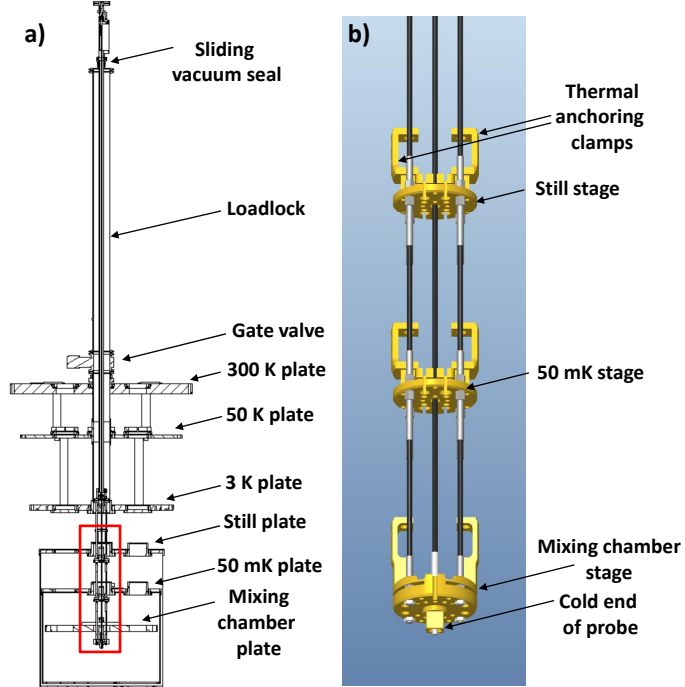 a)
Sliding
vacuum seal
Loadlock
Gate valve
300 K plate
50 K plate
3 K plate
Still plate
50 mK plate
Mixing
chamber
plate
b)
Thermal
anchoring
clamps
Still stage
50 mK stage
Mixing chamber
stage
Cold end
of probe